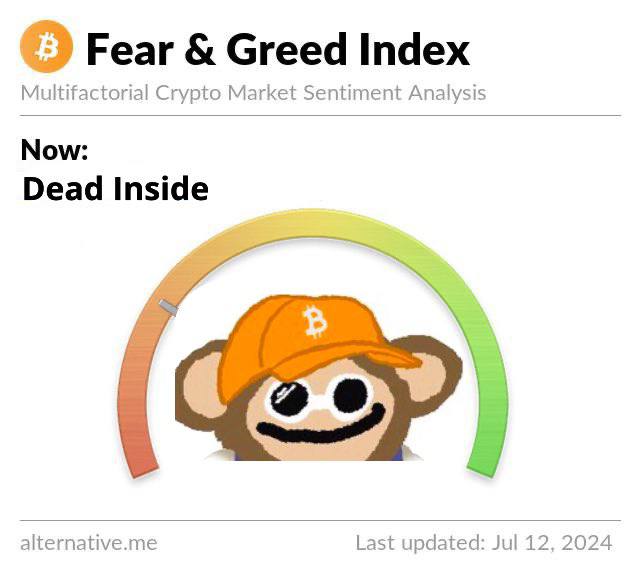 Fear & Greed Index
Multifactorial Crypto Market Sentiment Analysis
Now:
Dead Inside
alternative.me
Last updated: Jul 12, 2024